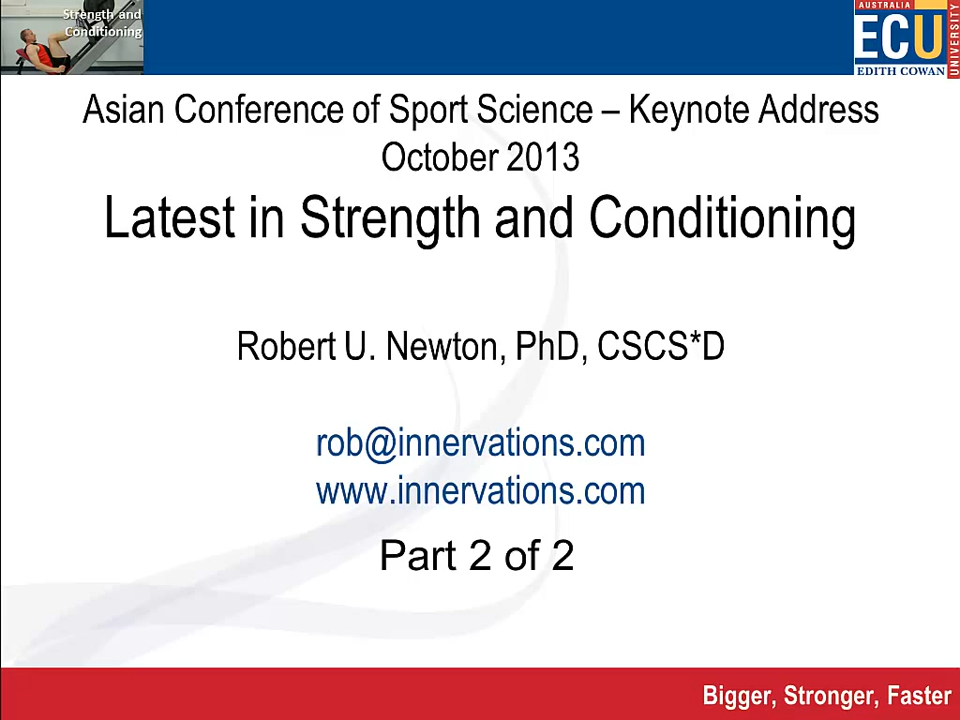 Strength and
Conditioning
AUSTRALIA
ECU
EDITH COWAN
UNIVERSITY
Asian Conference of Sport Science – Keynote Address
October 2013
Latest in Strength and Conditioning
Robert U. Newton, PhD, CSCS*D
rob@innervations.com
www.innervations.com
Part 2 of 2
Bigger, Stronger, Faster